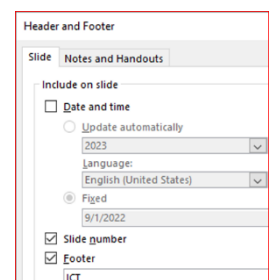 Header and Footer
Slide Notes and Handouts
Include on slide
Date and time
Update automatically
2023
Language:
English (United States)
Fixed
9/1/2022
Slide number
Footer
ICT